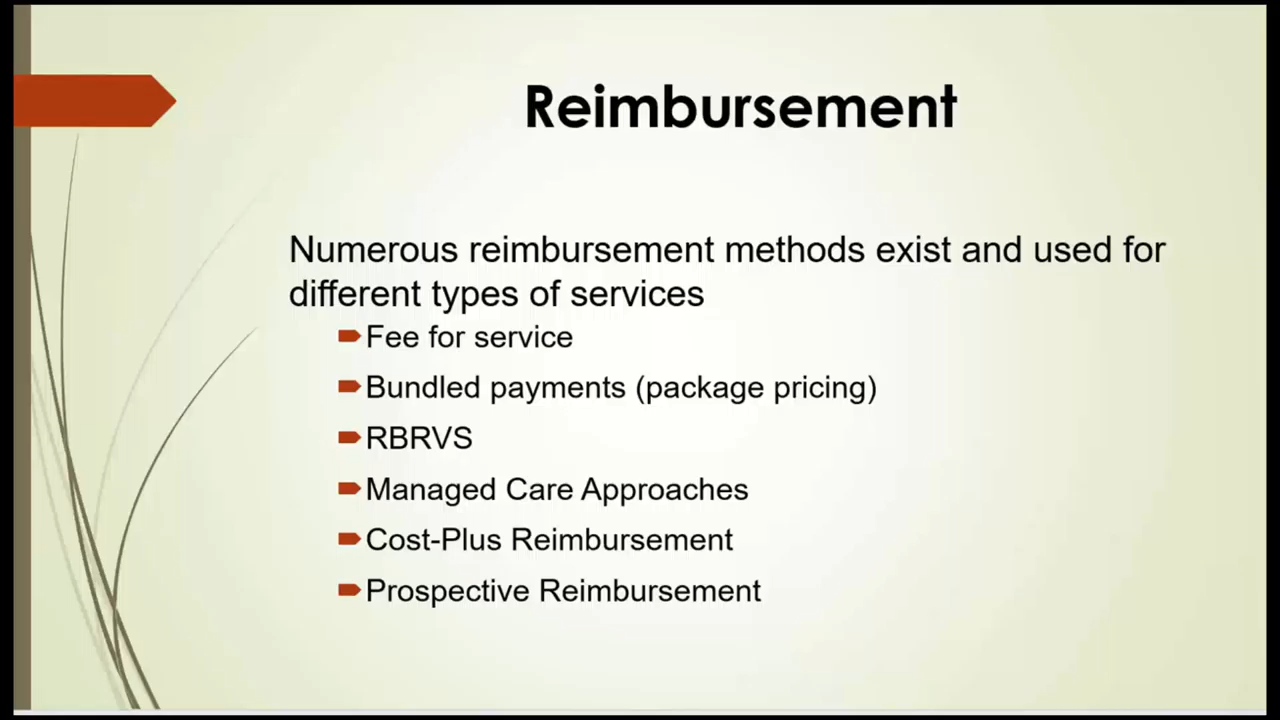 Reimbursement
Numerous reimbursement methods exist and used for
different types of services
Fee for service
Bundled payments (package pricing)
RBRVS
Managed Care Approaches
Cost-Plus Reimbursement
Prospective Reimbursement